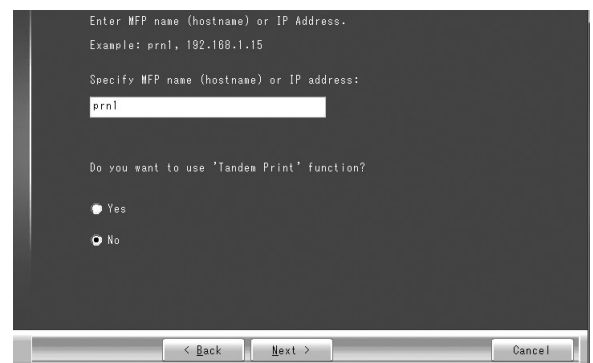 Enter MFP name (hostname) or IP Address.
Example: prn1, 192.168.1.15
Specify MFP name (hostname) or IP address:
prn1
Do you want to use 'Tandem Print' function?
Yes
No
< Back
Next >
Cancel